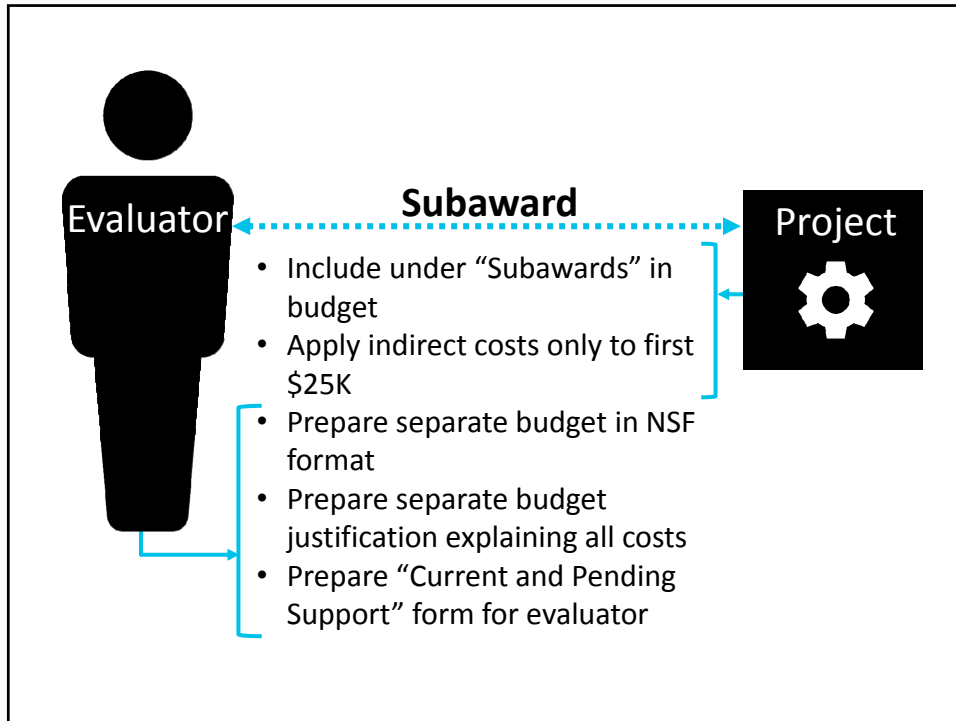 Subaward
Evaluator
Project
• Include under “Subawards” in
budget
• Apply indirect costs only to first
$25K
• Prepare separate budget in NSF
format
• Prepare separate budget
justification explaining all costs
• Prepare “Current and Pending
Support” form for evaluator